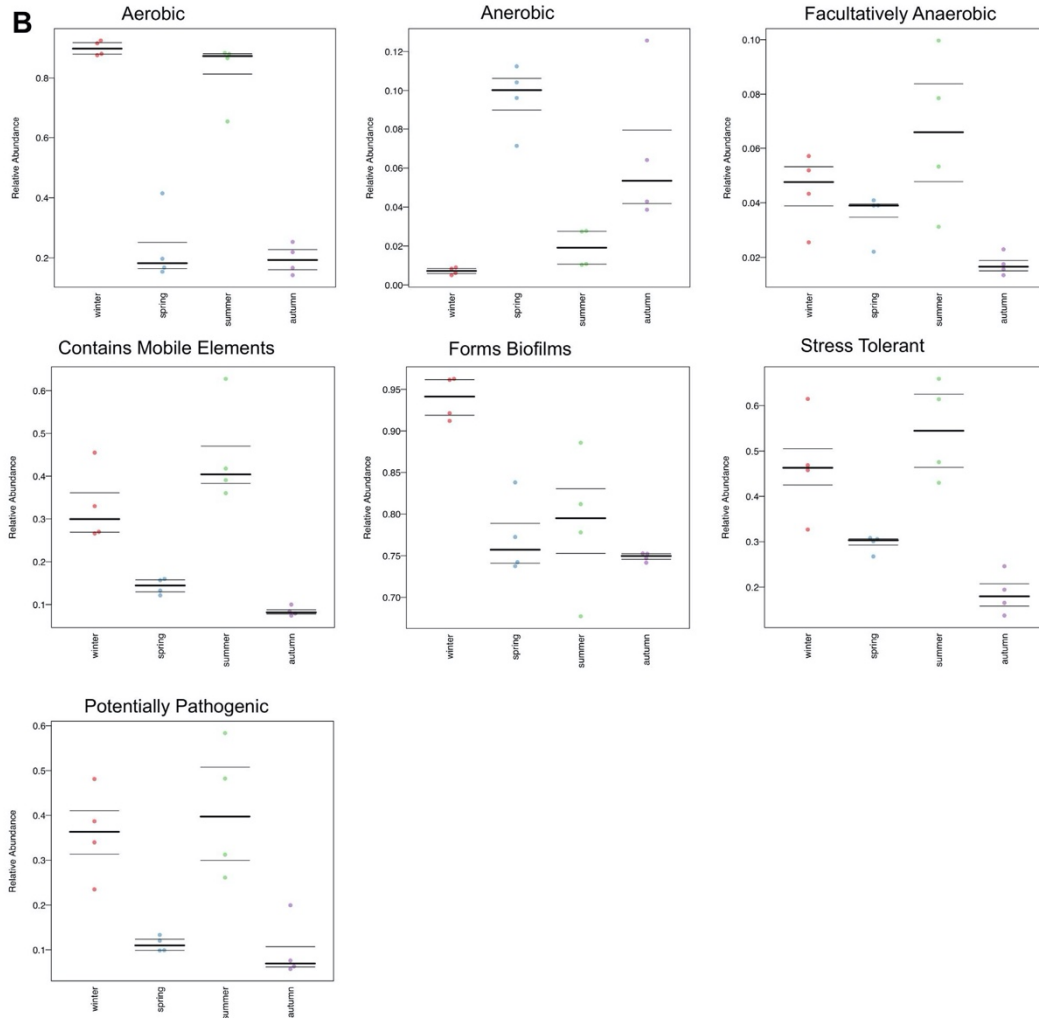 B
Aerobic
Relative Abundance
0.8
0.6
0.4
0.2
winter
spring
summer
autumn
Anerobic
Relative Abundance
0.12
0.10
0.08
0.06
0.04
0.02
0.00
winter
spring
summer
autumn
Facultatively Anaerobic
Relative Abundance
0.10
0.08
0.06
0.04
0.02
winter
spring
summer
autumn
Contains Mobile Elements
Relative Abundance
0.6
0.5
0.4
0.3
0.2
0.1
winter
spring
summer
autumn
Forms Biofilms
Relative Abundance
0.95
0.90
0.85
0.80
0.75
0.70
winter
spring
summer
autumn
Stress Tolerant
Relative Abundance
0.6
0.5
0.4
0.3
0.2
winter
spring
summer
autumn
Potentially Pathogenic
Relative Abundance
0.6
0.5
0.4
0.3
0.2
0.1
winter
spring
summer
autumn